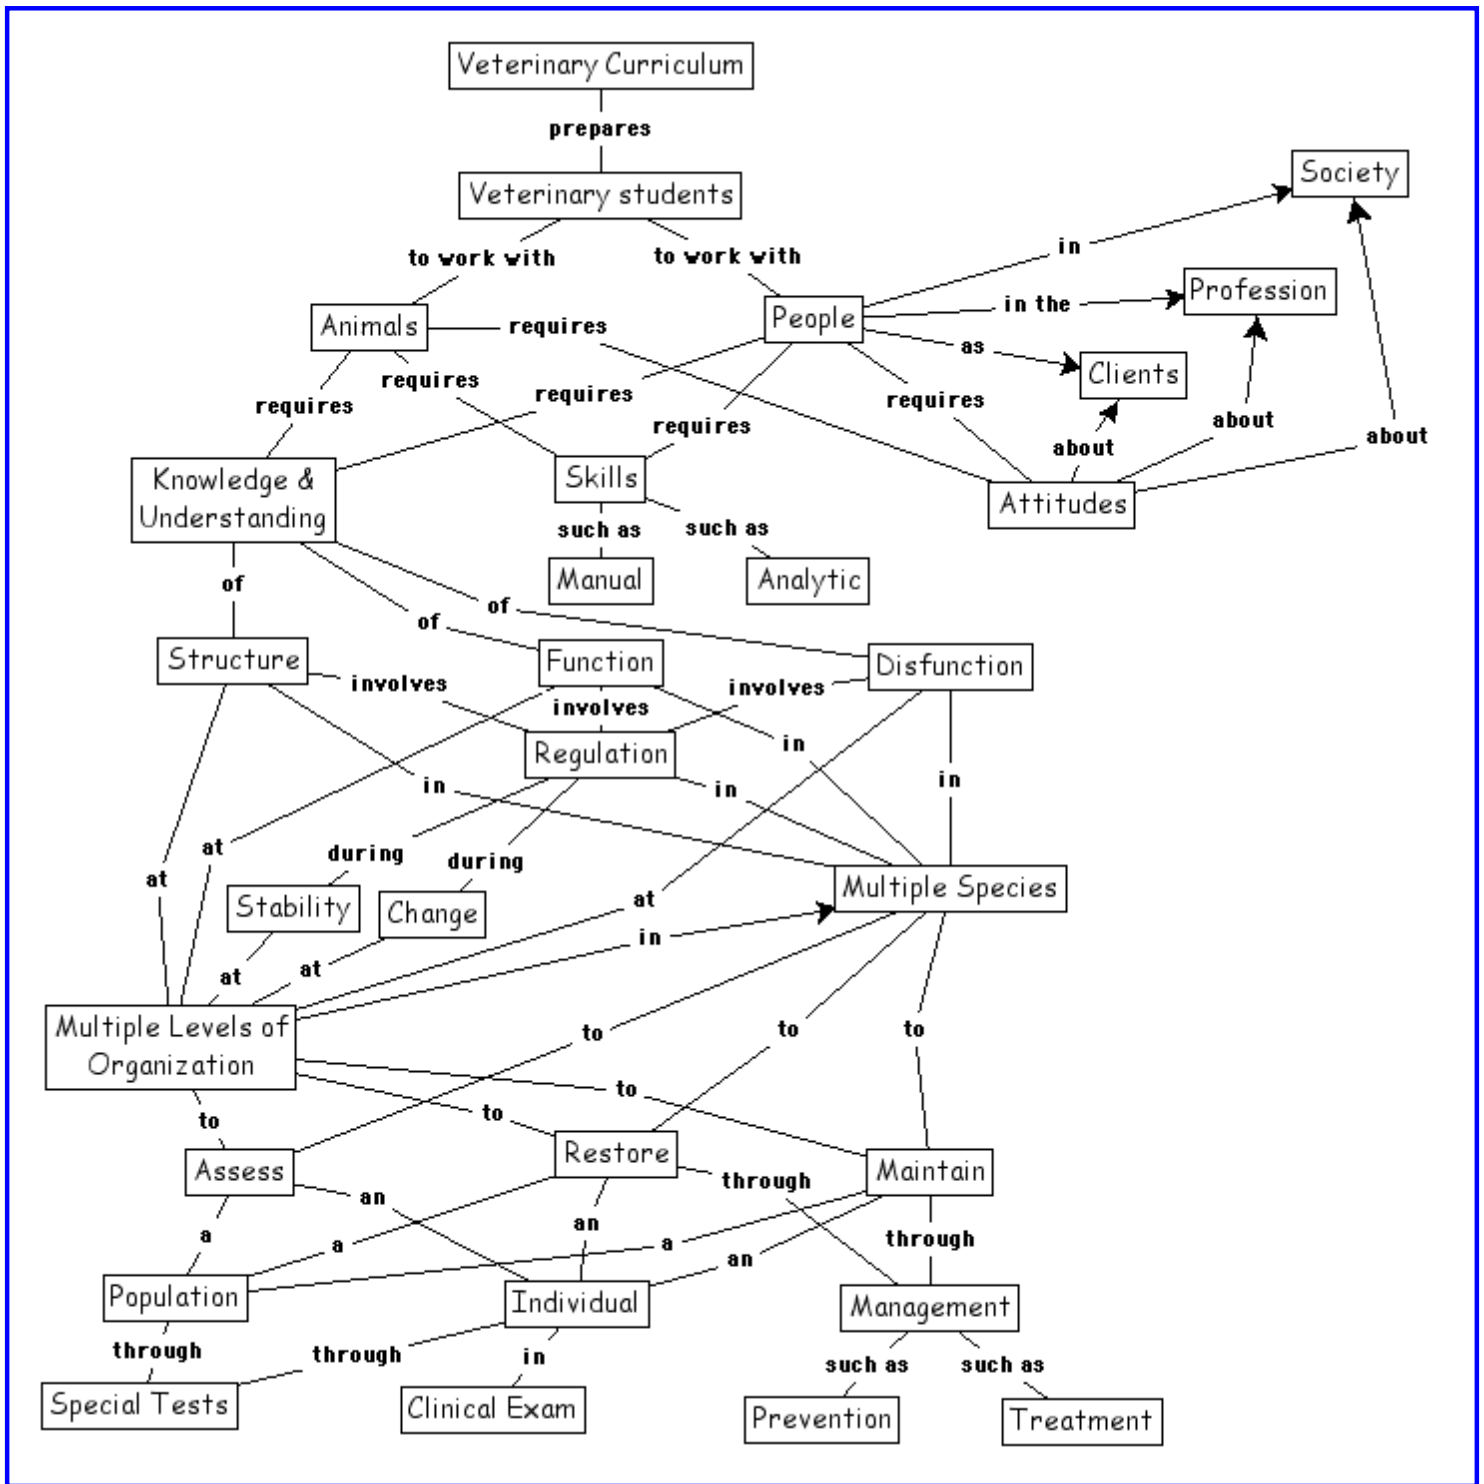 Veterinary Curriculum
prepares
Veterinary students
Society
to work with
to work with
in
Animals
requires
People
in the
Profession
as
Clients
requires
requires
requires
requires
requires
about
about
about
Knowledge &
Understanding
Skills
Attitudes
such as
such as
of
Manual
Analytic
of
of
Structure
Function
Disfunction
involves
involves
involves
Regulation
in
in
in
in
at
at
during
during
Multiple Species
Stability
Change
at
in
at
at
Multiple Levels of
Organization
to
to
to
to
to
to
Assess
Restore
Maintain
an
through
a
an
a
a
an
through
Population
Individual
Management
through
through
in
such as
such as
Special Tests
Clinical Exam
Prevention
Treatment